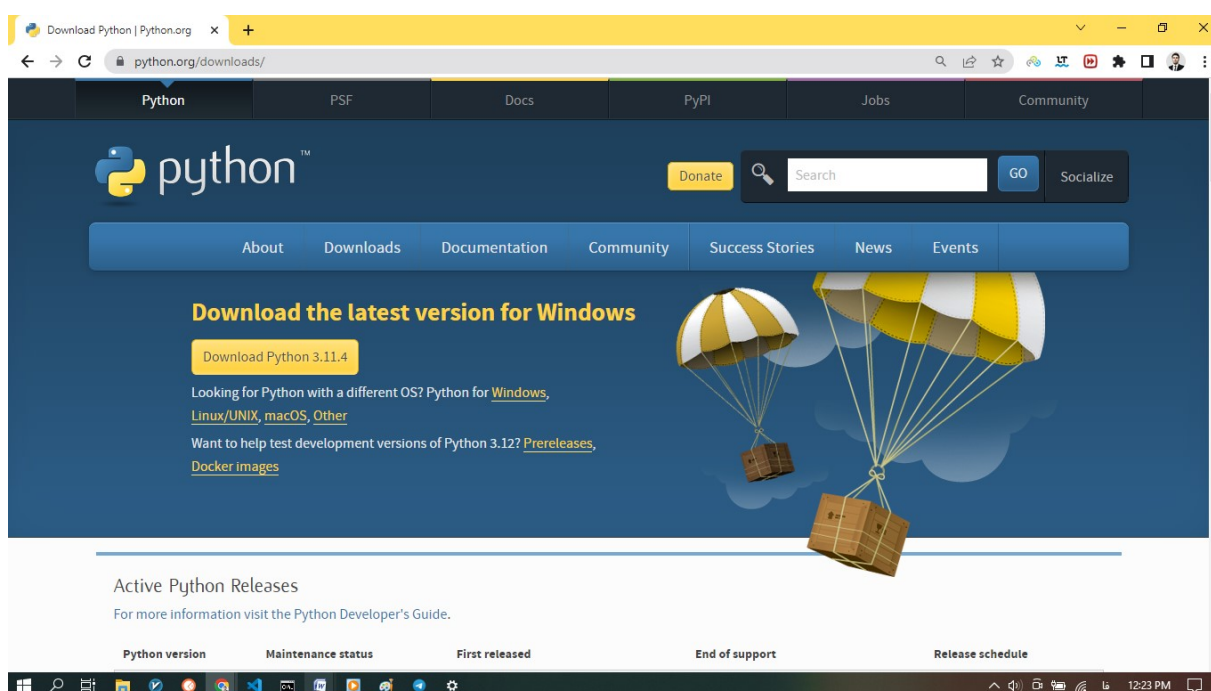 Download Python | Python.org
python.org/downloads/
Python PSF Docs PyPI Jobs Community
python™
Donate Search GO Socialize
About Downloads Documentation Community Success Stories News Events
Download the latest version for Windows
Download Python 3.11.4
Looking for Python with a different OS? Python for Windows,
Linux/UNIX, macOS, Other
Want to help test development versions of Python 3.12? Prereleases,
Docker images
Active Python Releases
For more information visit the Python Developer's Guide.
Python version Maintenance status First released End of support Release schedule
12:23 PM